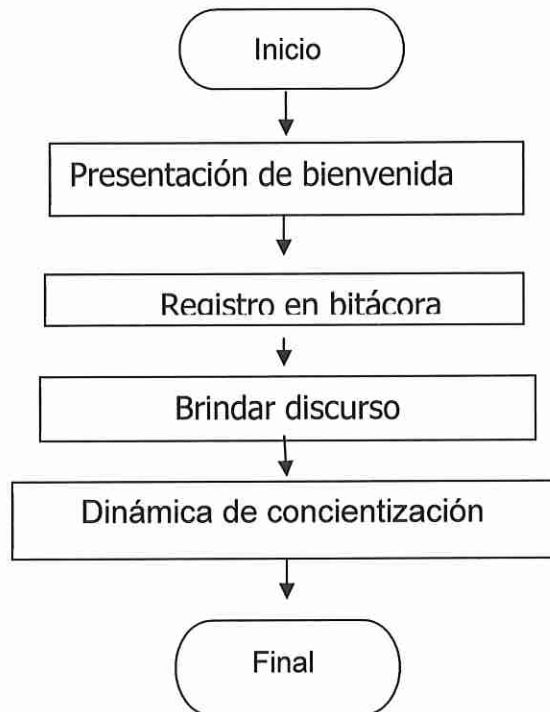 Inicio
Presentación de bienvenida
Registro en bitácora
Brindar discurso
Dinámica de concientización
Final